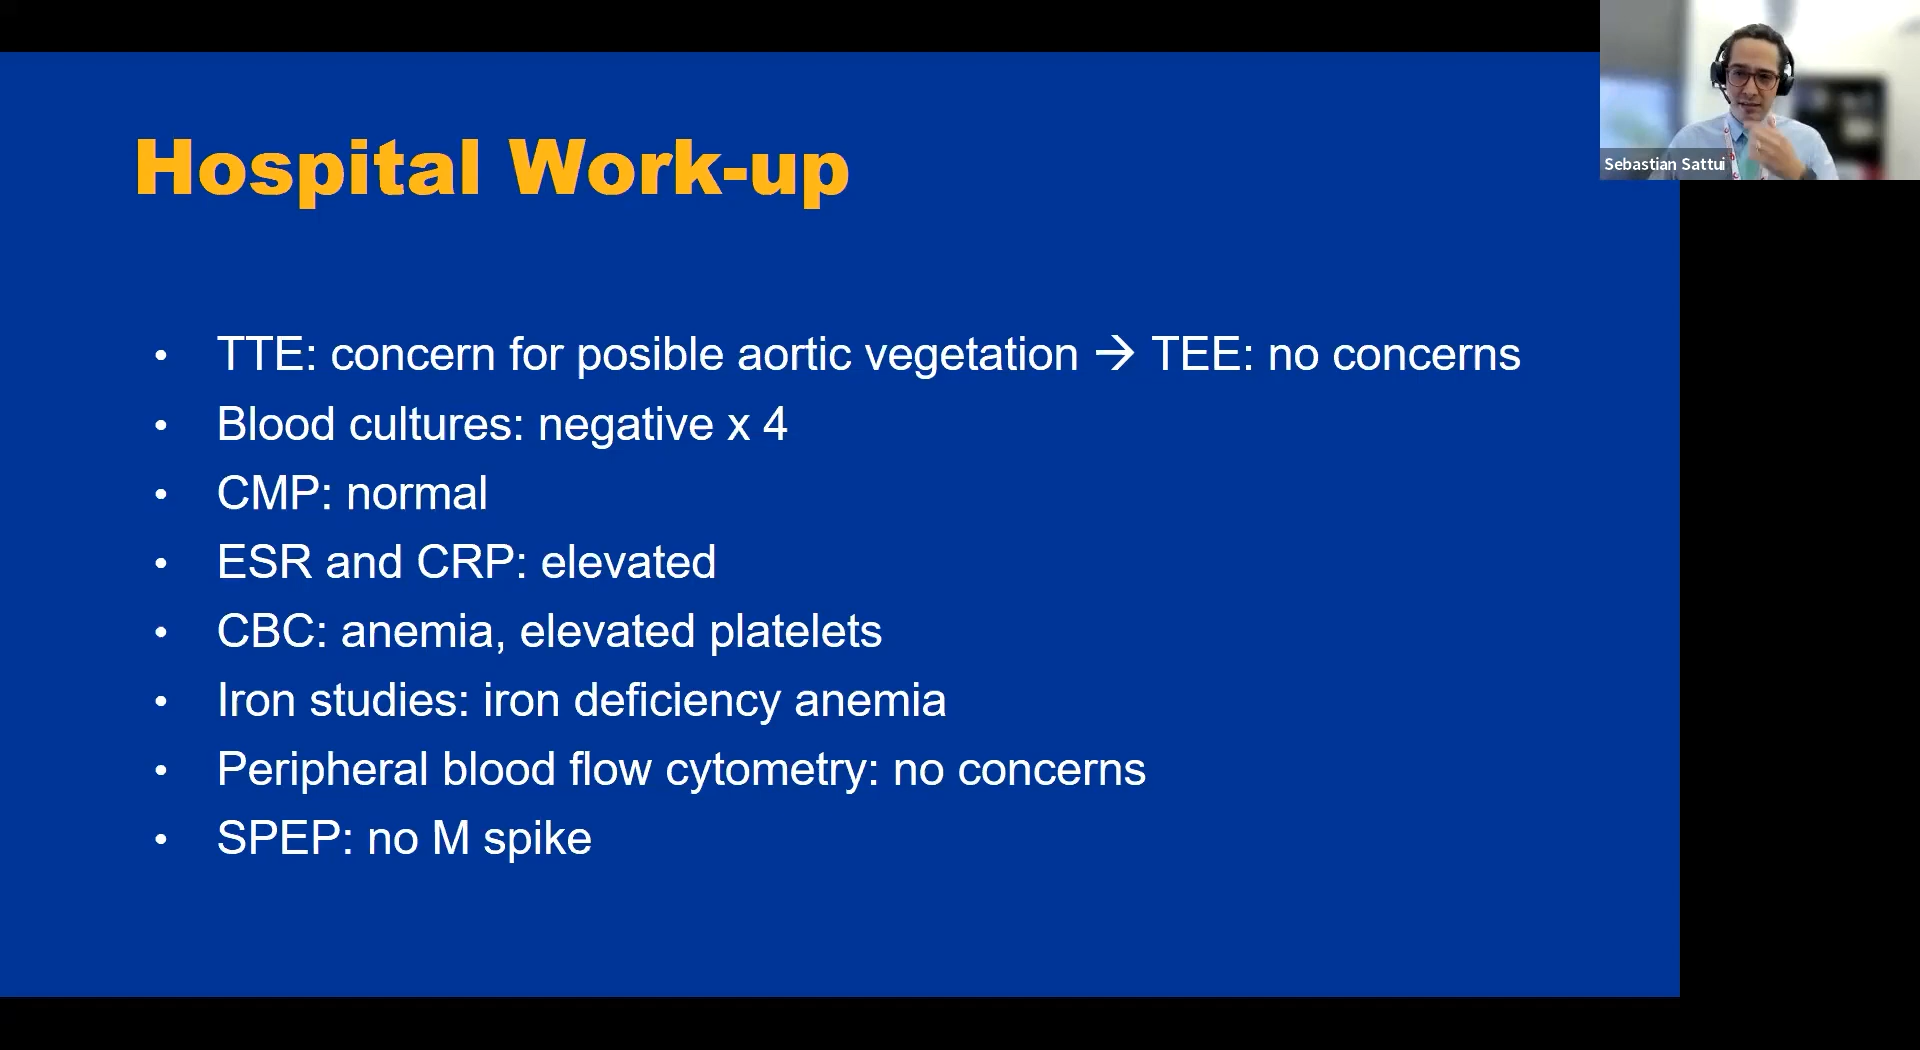 Hospital Work-up
Sebastian Sattui
• TTE: concern for posible aortic vegetation → TEE: no concerns
• Blood cultures: negative x 4
• CMP: normal
• ESR and CRP: elevated
• CBC: anemia, elevated platelets
• Iron studies: iron deficiency anemia
• Peripheral blood flow cytometry: no concerns
• SPEP: no M spike